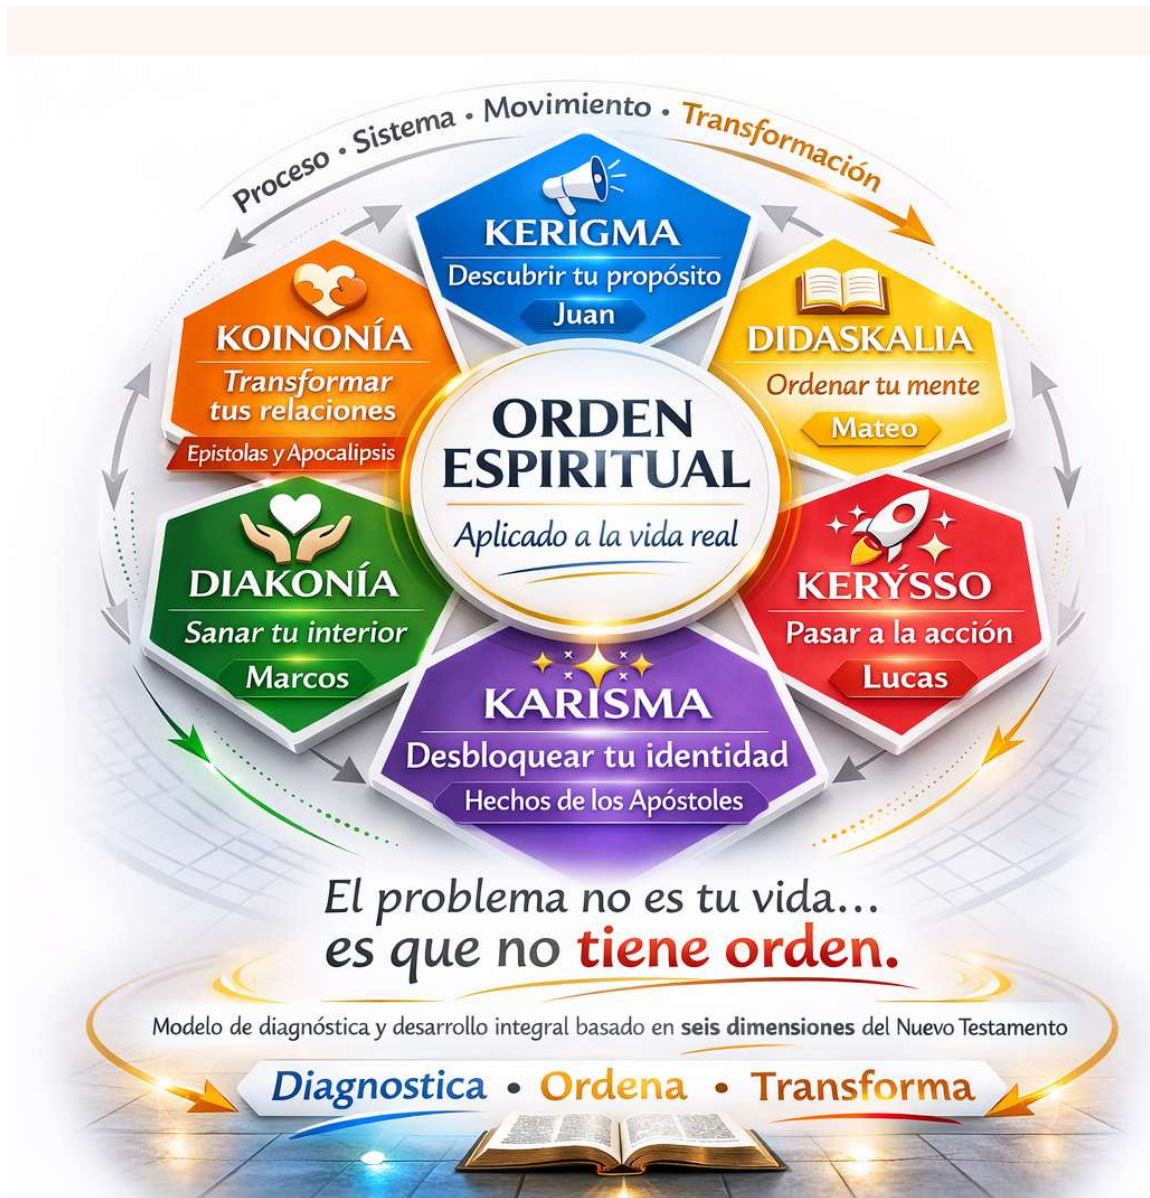 Proceso • Sistema • Movimiento • Transformación
KERIGMA
Descubrir tu propósito
Juan
KOINONÍA
Transformar
tus relaciones
Epistolas y Apocalipsis
DIDASKALIA
Ordenar tu mente
Mateo
ORDEN
ESPIRITUAL
Aplicado a la vida real
DIAKONÍA
Sanar tu interior
Marcos
KERÝSSO
Pasar a la acción
Lucas
KARISMA
Desbloquear tu identidad
Hechos de los Apóstoles
El problema no es tu vida...
es que no tiene orden.
Modelo de diagnóstica y desarrollo integral basado en seis dimensiones del Nuevo Testamento
Diagnostica • Ordena • Transforma